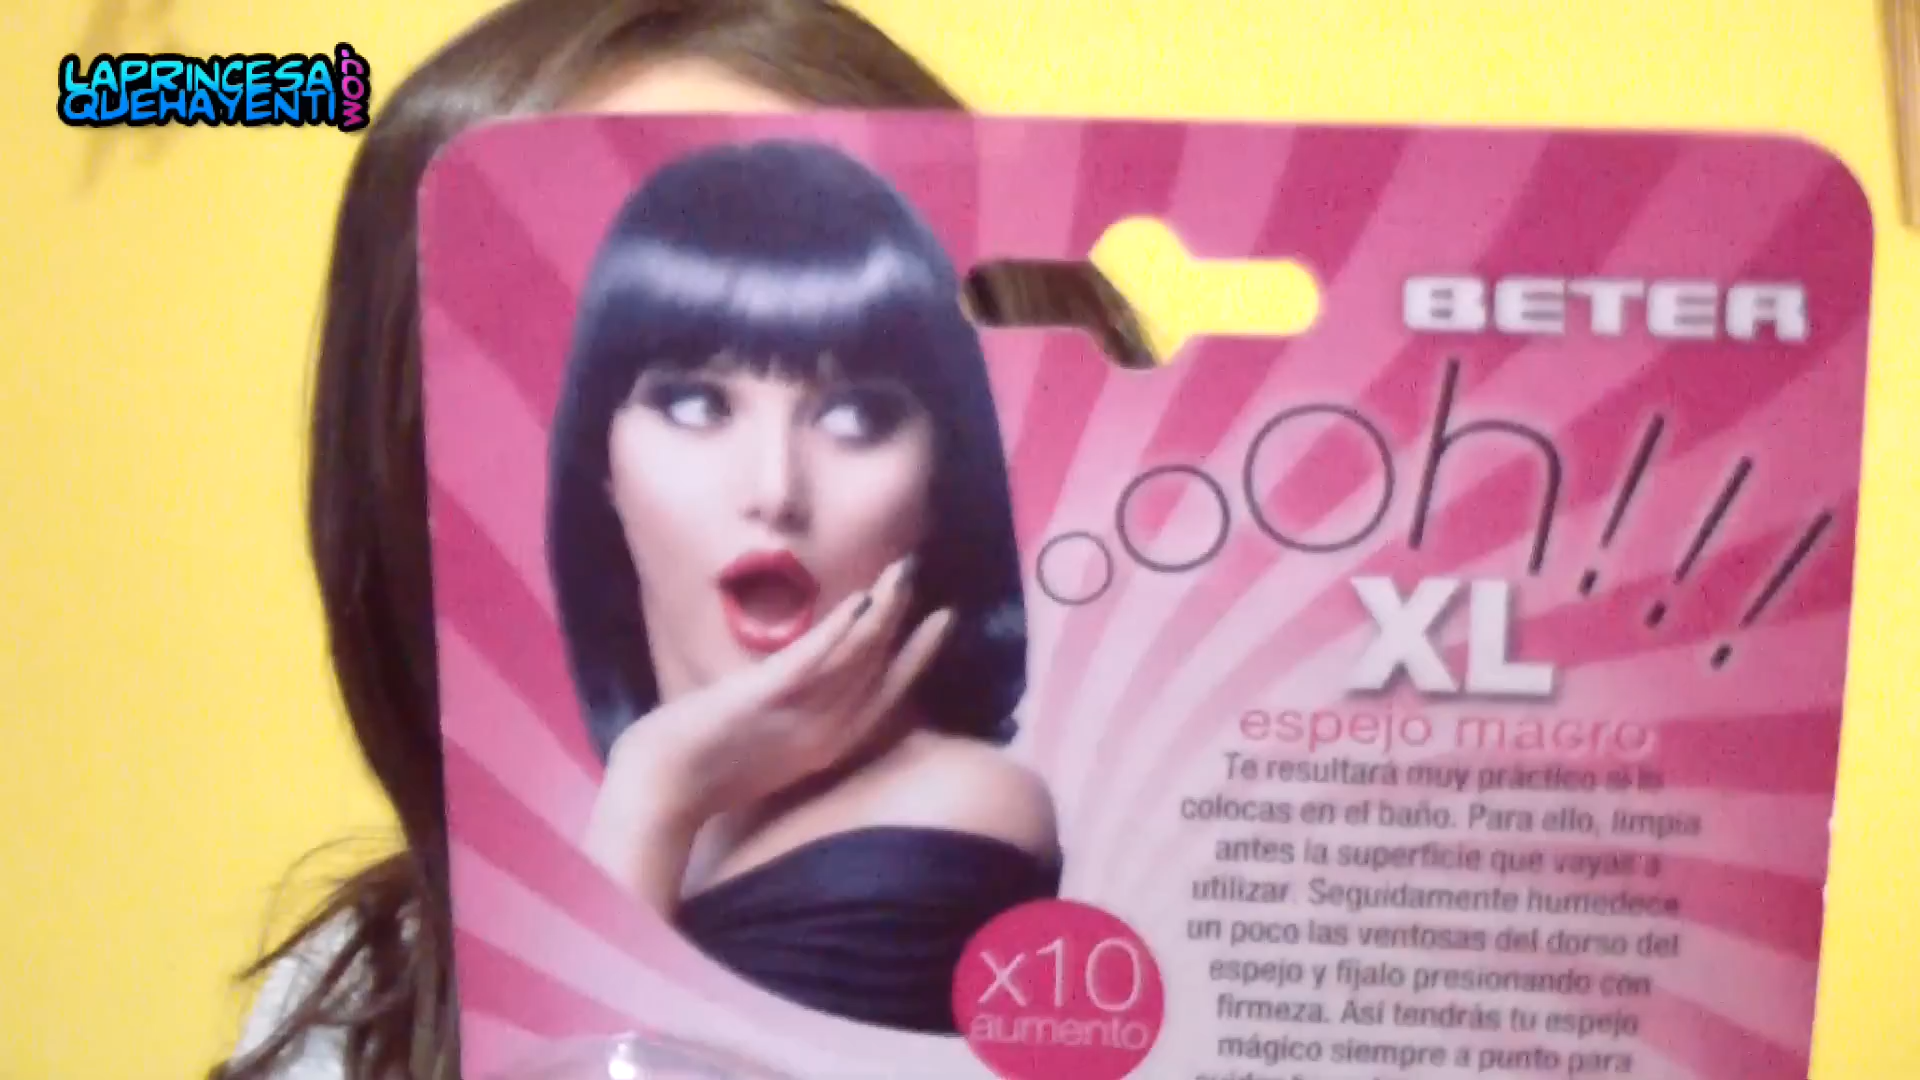 LAPRINCESA
QUEHAYENTI
.COM
BETER
oooh!!!
XL
espejo macro
Te resultará muy práctico si lo
colocas en el baño. Para ello, limpia
antes la superficie que vayas a
utilizar. Seguidamente humedece
un poco las ventosas del dorso del
espejo y fíjalo presionando con
firmeza. Así tendrás tu espejo
mágico siempre a punto para
x10
aumento